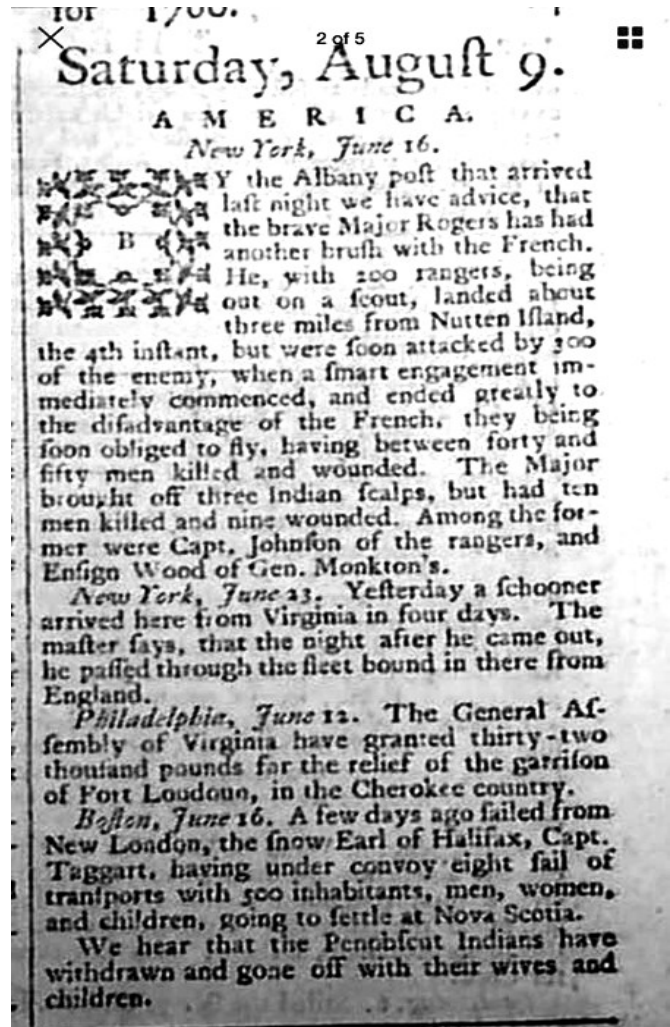 for 1760.
2 of 5
Saturday, Auguſt 9.
A M E R I C A.
New York, June 16.
BY the Albany poſt that arrived
laſt night we have advice, that
the brave Major Rogers has had
another bruſh with the French.
He, with 200 rangers, being
out on a ſcout, landed about
three miles from Nutten Iſland,
the 4th inſtant, but were ſoon attacked by 300
of the enemy, when a ſmart engagement im-
mediately commenced, and ended greatly to
the diſadvantage of the French, they being
ſoon obliged to fly, having between forty and
fifty men killed and wounded. The Major
brought off three Indian ſcalps, but had ten
men killed and nine wounded. Among the for-
mer were Capt. Johnſon of the rangers, and
Enſign Wood of Gen. Monkton's.
New York, June 23. Yeſterday a ſchooner
arrived here from Virginia in four days. The
maſter ſays, that the night after he came out,
he paſſed through the fleet bound in there from
England.
Philadelphia, June 12. The General Aſ-
ſembly of Virginia have granted thirty-two
thouſand pounds for the relief of the garriſon
of Fort Loudoun, in the Cherokee country.
Boſton, June 16. A few days ago ſailed from
New London, the ſnow Earl of Halifax, Capt.
Taggart, having under convoy eight ſail of
tranſports with 500 inhabitants, men, women,
and children, going to ſettle at Nova Scotia.
We hear that the Penobſcut Indians have
withdrawn and gone off with their wives and
children.